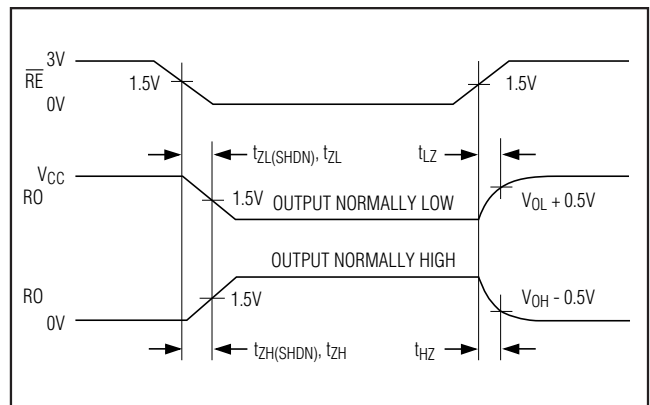 3V
R̅E̅
1.5V
1.5V
0V
tZL(SHDN), tZL
tLZ
VCC
RO
1.5V
OUTPUT NORMALLY LOW
VOL + 0.5V
OUTPUT NORMALLY HIGH
RO
1.5V
VOH - 0.5V
0V
tZH(SHDN), tZH
tHZ